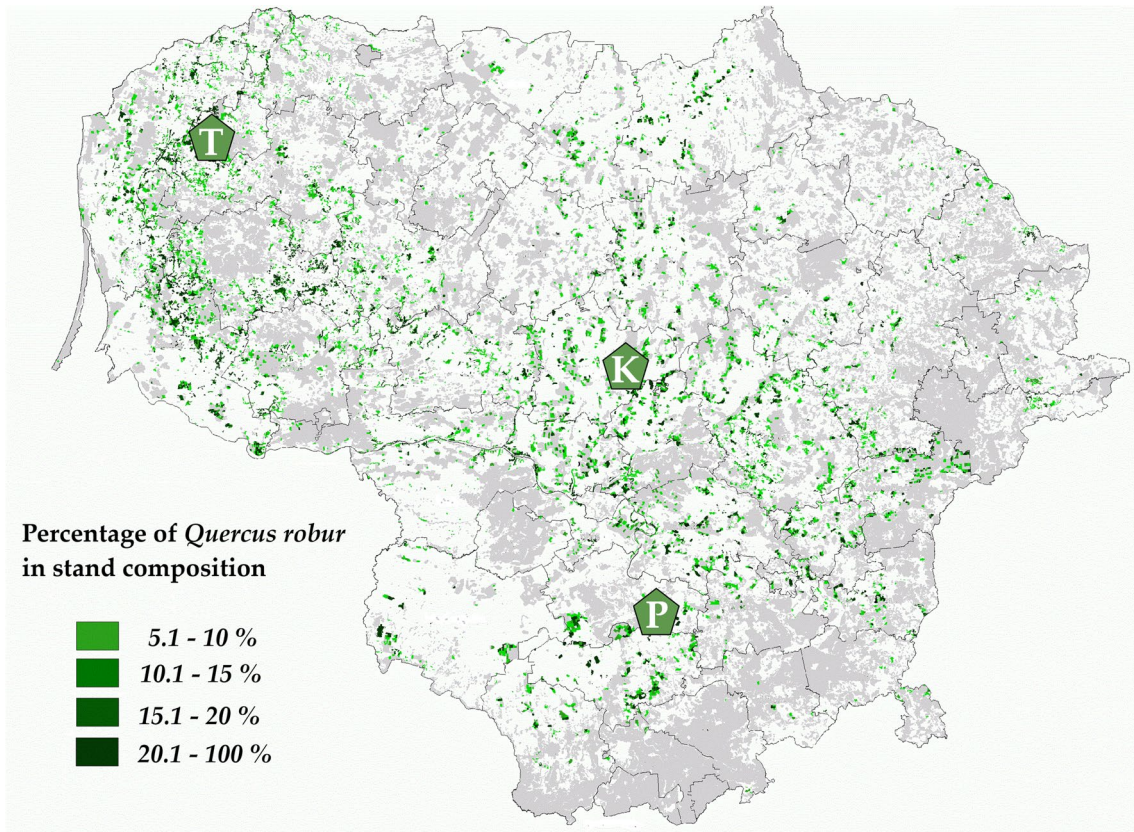 T
K
Percentage of Quercus robur
in stand composition
P
5.1 - 10 %
10.1 - 15 %
15.1 - 20 %
20.1 - 100 %